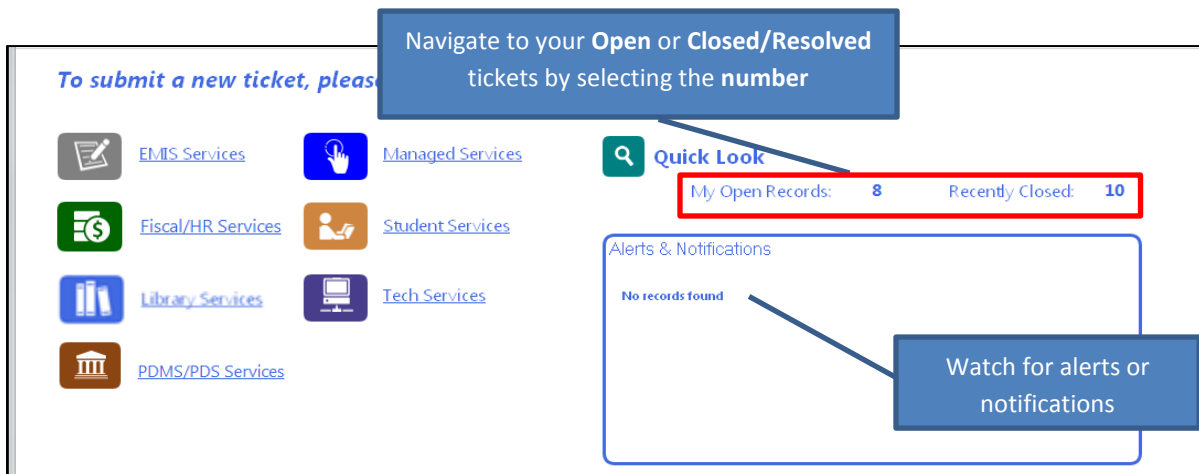 Navigate to your Open or Closed/Resolved
tickets by selecting the number
To submit a new ticket, pleas
EMIS Services
Managed Services
Quick Look
My Open Records: 8 Recently Closed: 10
Fiscal/HR Services
Student Services
Alerts & Notifications
Library Services
Tech Services
No records found
PDMS/PDS Services
Watch for alerts or
notifications